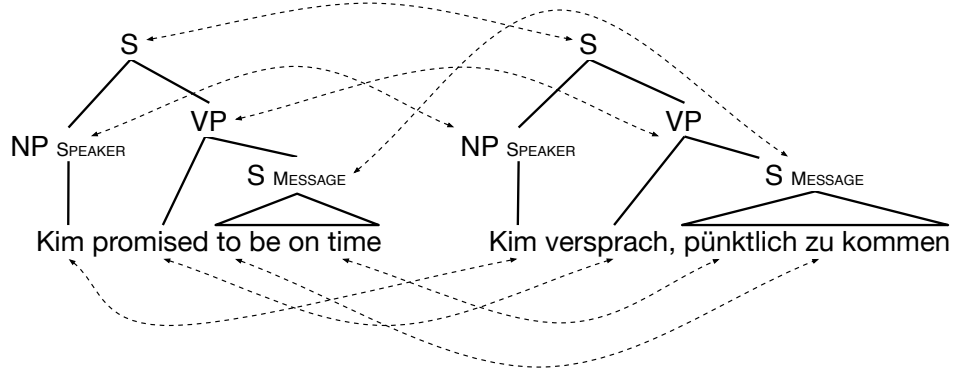 S S
VP VP
NP SPEAKER NP SPEAKER
S MESSAGE S MESSAGE
Kim promised to be on time Kim versprach, pünktlich zu kommen